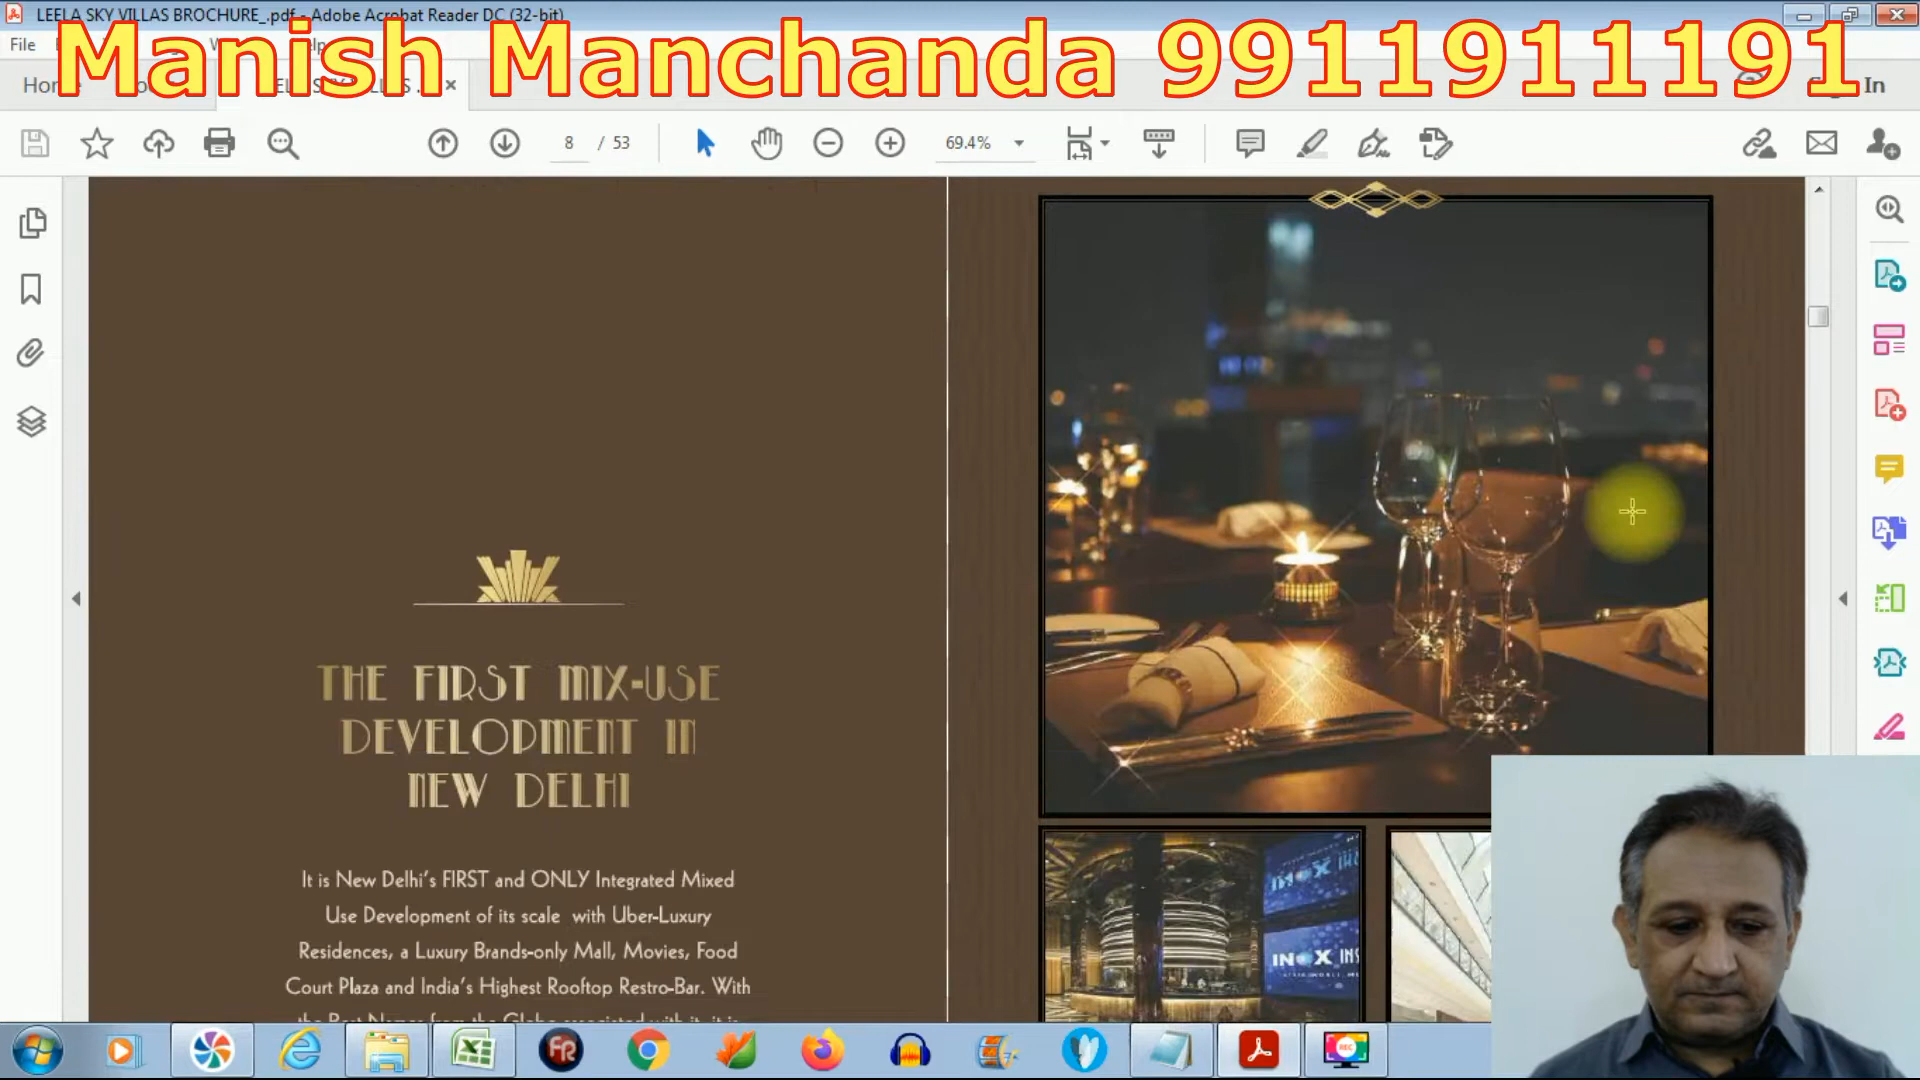 LEELA SKY VILLAS BROCHURE_.pdf - Adobe Acrobat Reader DC (32-bit)
Manish Manchanda 9911911191
File
In
8 / 53
69.4%
THE FIRST MIX-USE
DEVELOPMENT IN
NEW DELHI
It is New Delhi's FIRST and ONLY Integrated Mixed
Use Development of its scale with Uber-Luxury
Residences, a Luxury Brands-only Mall, Movies, Food
Court Plaza and India's Highest Rooftop Restro-Bar. With
INOX
INOX INS